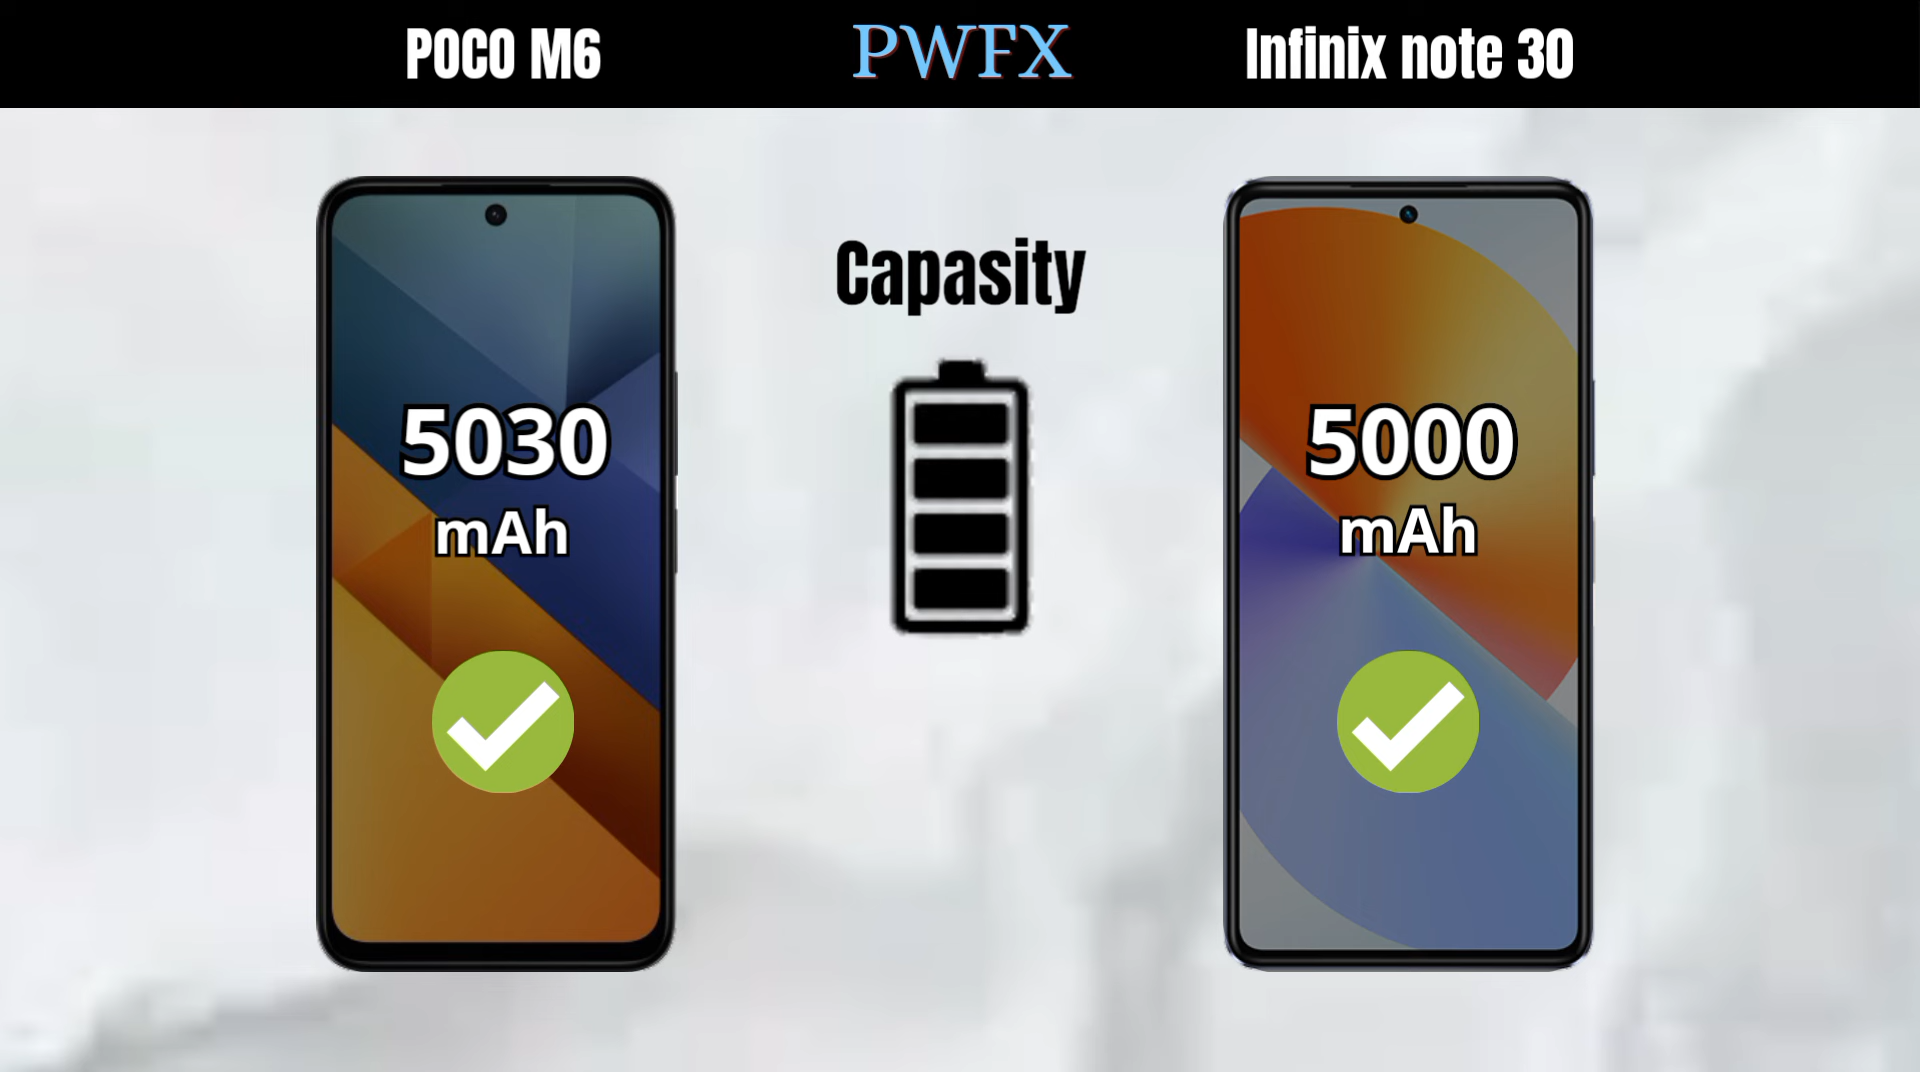 POCO M6
PWFX
Infinix note 30
Capasity
5030
mAh
5000
mAh